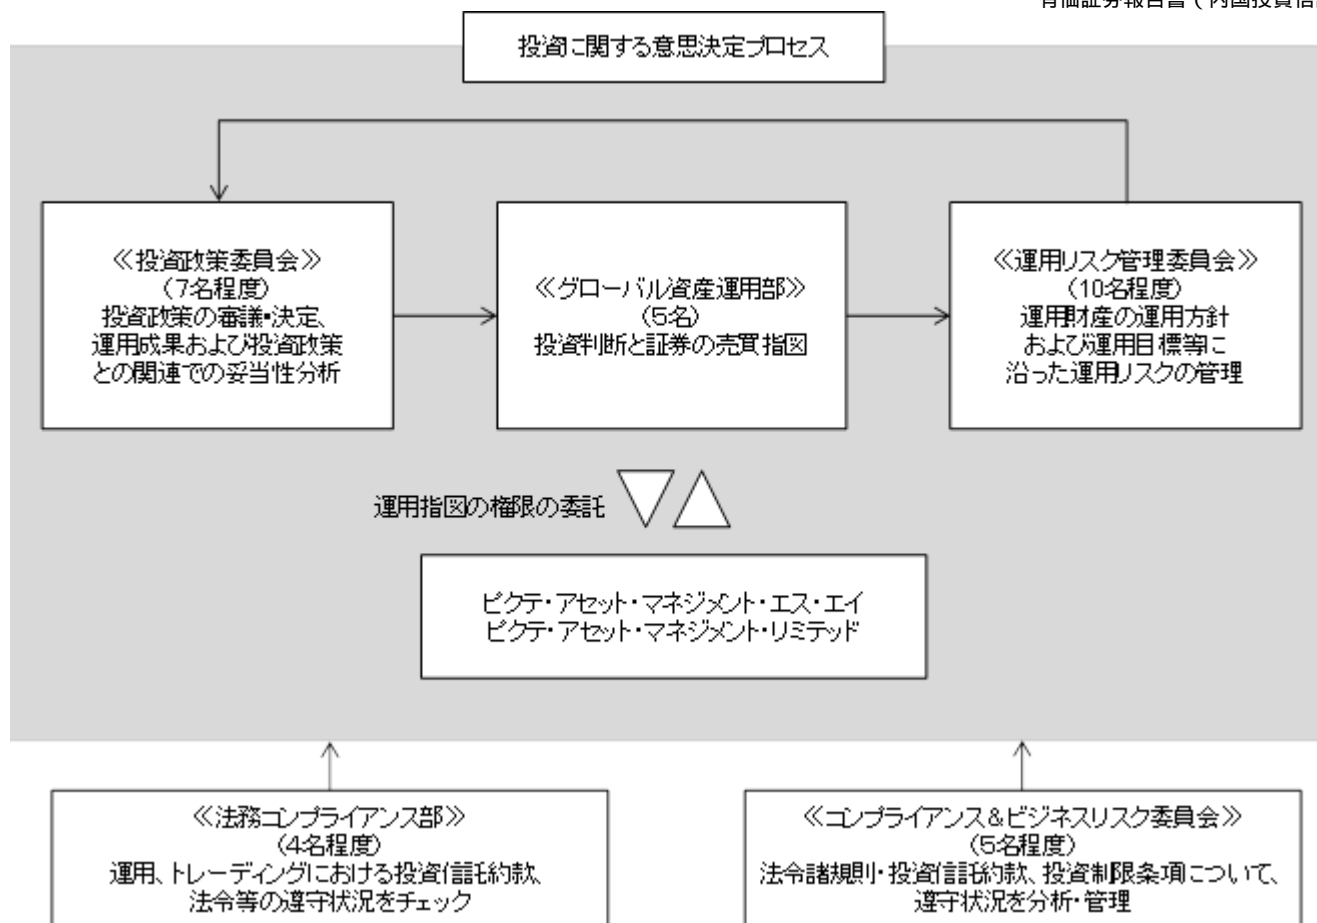 有価証券報告書(内国投資信
投資に関する意思決定プロセス
≪投資政策委員会≫
(7名程度)
投資政策の審議・決定、
運用成果および投資政策
との関連での妥当性分析
≪グローバル資産運用部≫
(5名)
投資判断と証券の売買指図
≪運用リスク管理委員会≫
(10名程度)
運用財産の運用方針
および運用目標等に
沿った運用リスクの管理
運用指図の権限の委託
ピクテ・アセット・マネジメント・エス・エイ
ピクテ・アセット・マネジメント・リミテッド
≪法務コンプライアンス部≫
(4名程度)
運用、トレーディングにおける投資信託約款、
法令等の遵守状況をチェック
≪コンプライアンス&ビジネスリスク委員会≫
(5名程度)
法令諸規則・投資信託約款、投資制限条項について、
遵守状況を分析・管理